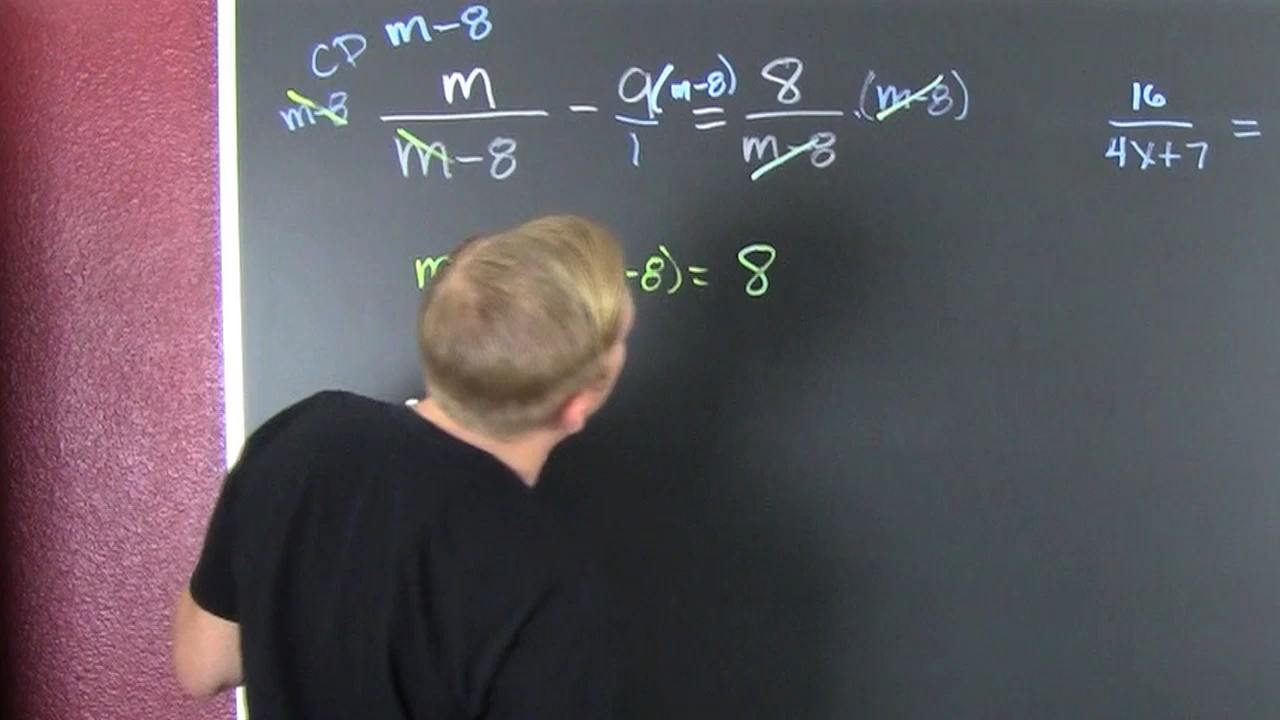 CD m-8
m-8 m/m-8 - 9/1 (m-8) = 8/m-8 · (m-8)
16/4x+7 =
m -8) = 8